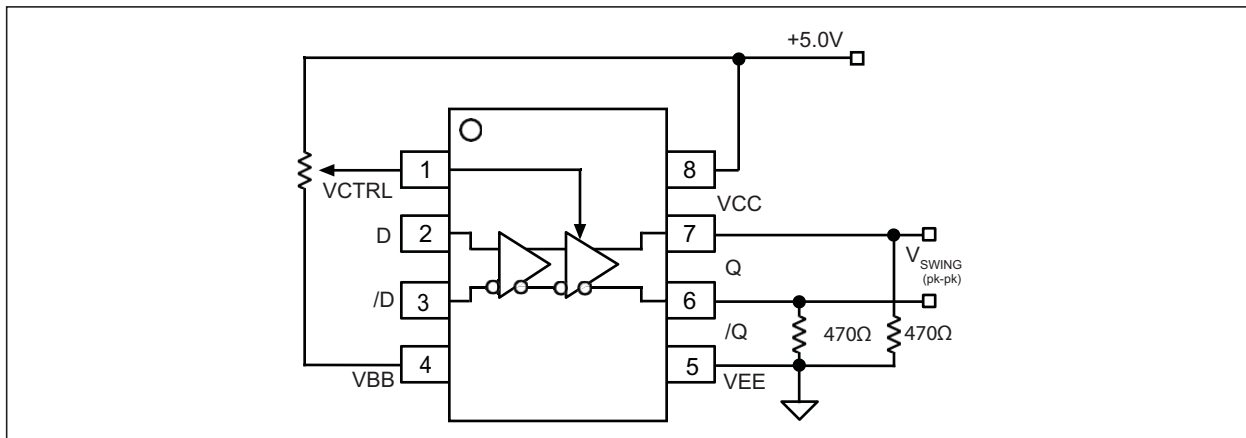 +5.0V
1
8
VCTRL
VCC
D
2
7
Q
V SWING
(pk-pk)
/D
3
6
/Q
470Ω
470Ω
VBB
4
5
VEE